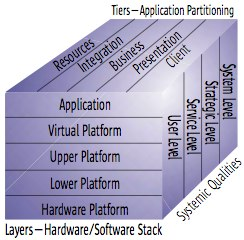 Tiers—Application Partitioning
Resources
Integration
Business
Presentation
Client
Application
Virtual Platform
Upper Platform
Lower Platform
Hardware Platform
User Level
Service Level
Strategic Level
System Level
Systemic Qualities
Layers—Hardware/Software Stack